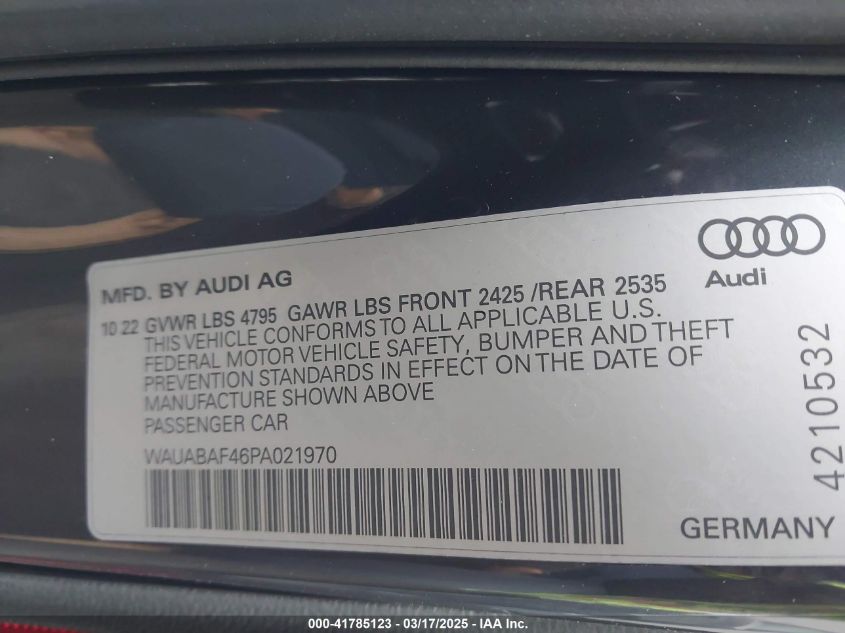 Audi
MFD. BY AUDI AG
10 22 GVWR LBS 4795 GAWR LBS FRONT 2425 /REAR 2535
THIS VEHICLE CONFORMS TO ALL APPLICABLE U.S.
FEDERAL MOTOR VEHICLE SAFETY, BUMPER AND THEFT
PREVENTION STANDARDS IN EFFECT ON THE DATE OF
MANUFACTURE SHOWN ABOVE
PASSENGER CAR
WAUABAF46PA021970
4210532
GERMANY
000-41785123 - 03/17/2025 - IAA Inc.